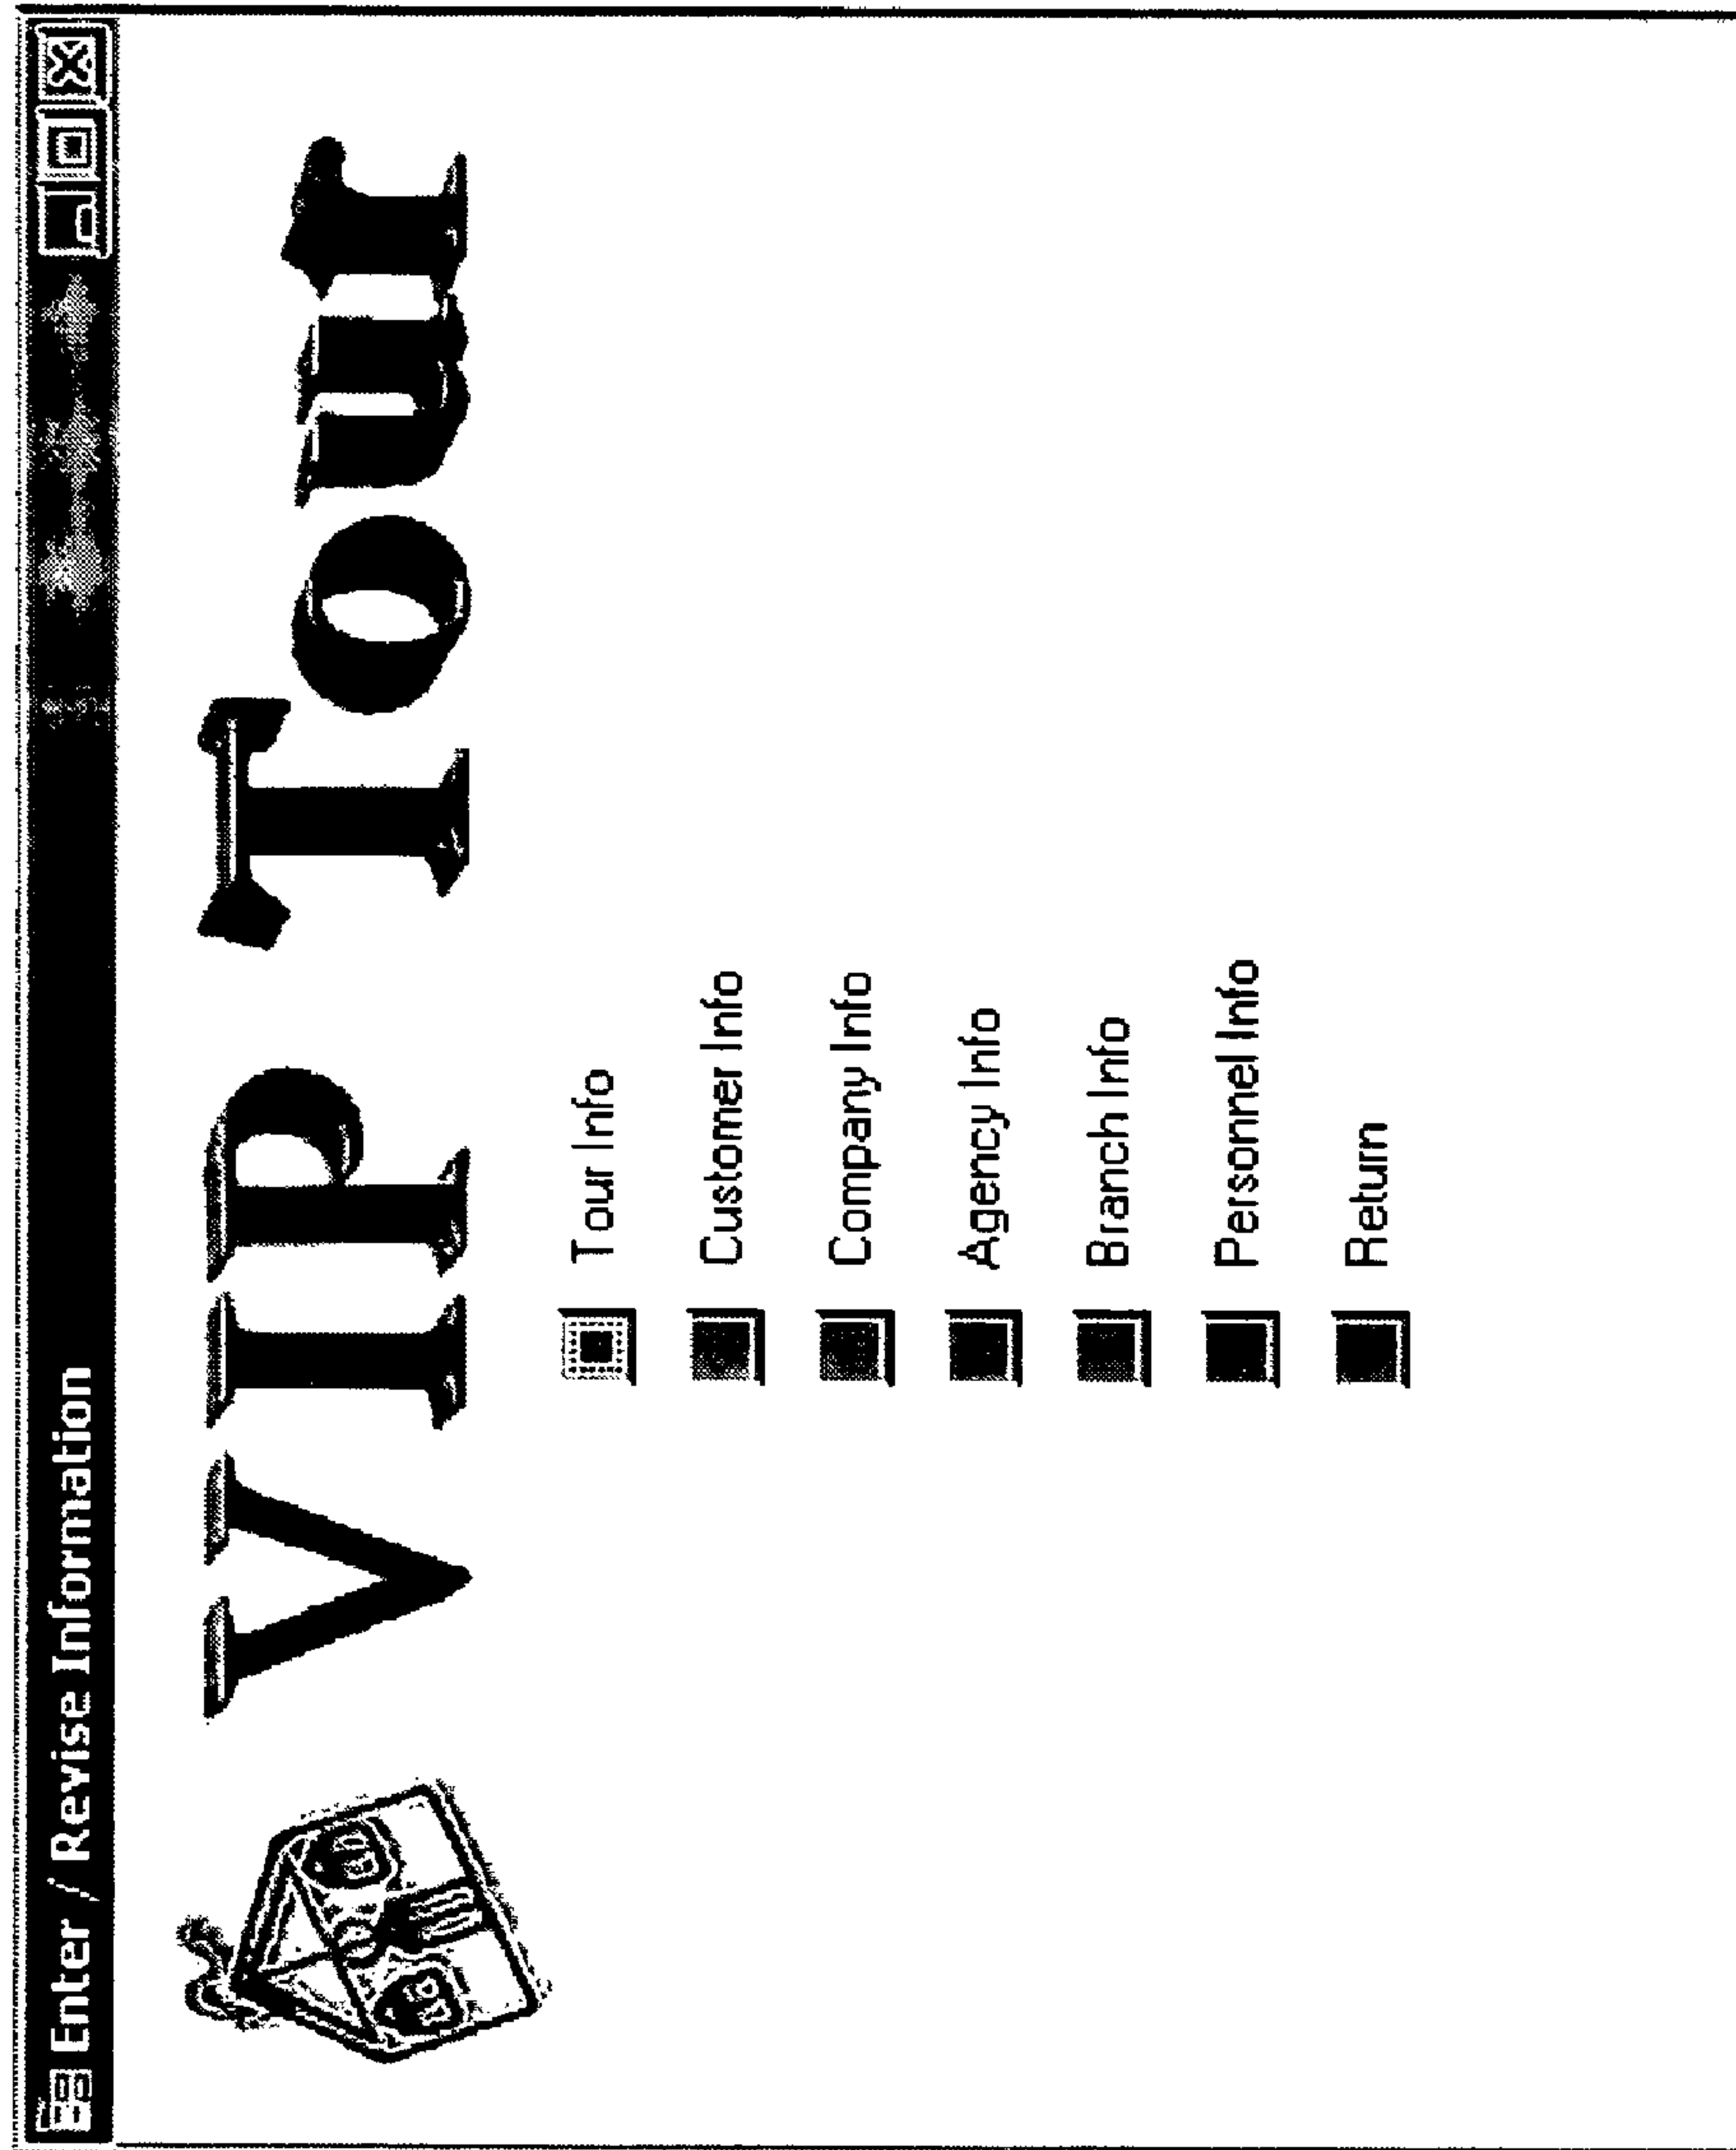 Enter / Revise Information
VIP Tour
Tour Info
Customer Info
Company Info
Agency Info
Branch Info
Personnel Info
Return